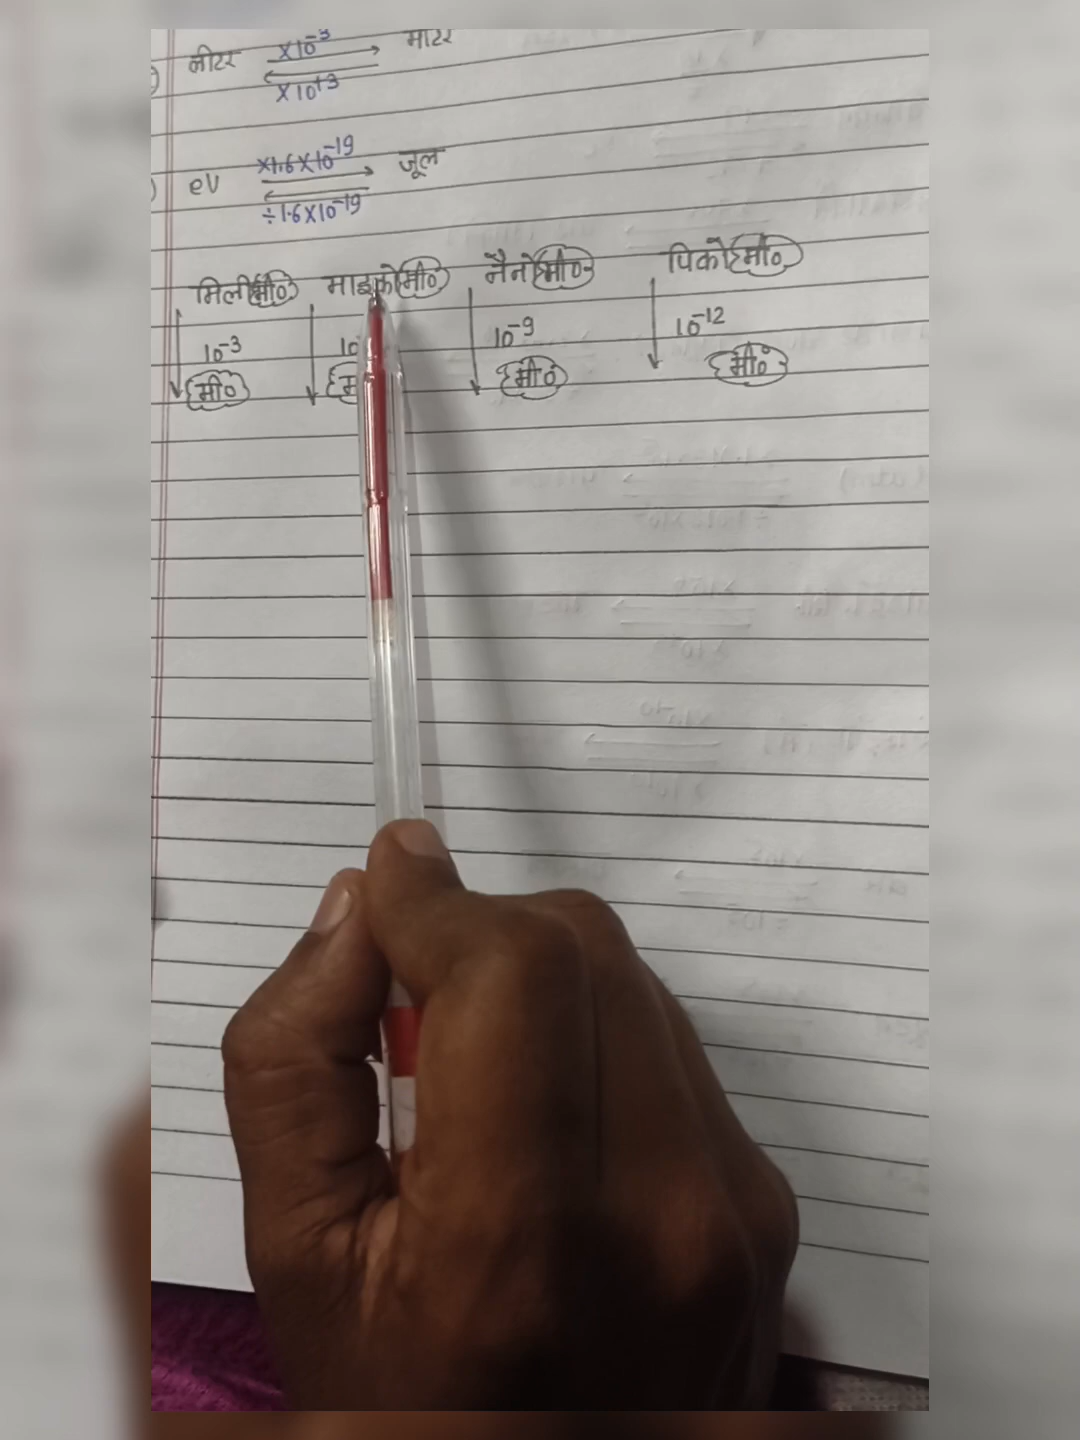 लीटर ×10⁻³ मीटर
×10⁺³
eV ×1.6×10⁻¹⁹ जूल
÷1.6×10⁻¹⁹
मिलीमी० माइक्रोमी० नैनोमी० पिकोमी०
10⁻³ 10 10⁻⁹ 10⁻¹²
मी० मी० मी०